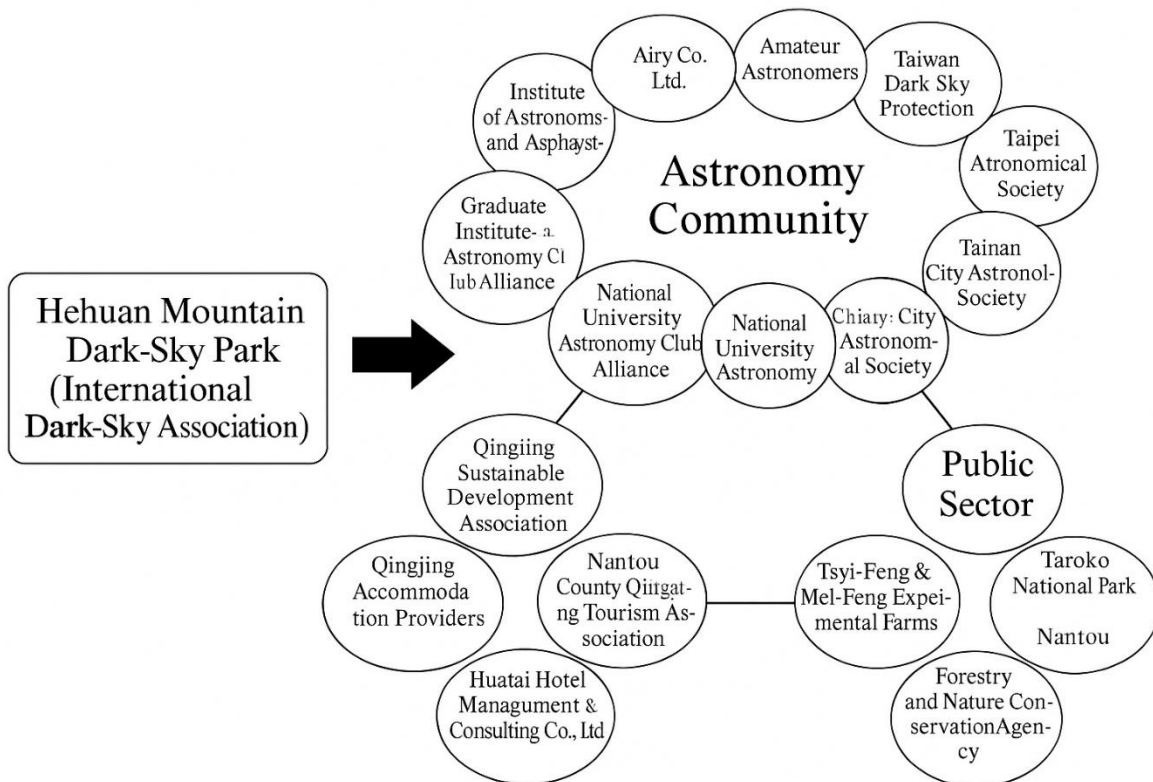 Hehuan Mountain
Dark-Sky Park
(International
Dark-Sky Association)
Airy Co.
Ltd.
Amateur
Astronomers
Taiwan
Dark Sky
Protection
Institute
of Astronoms-
and Asphayst-
Taipei
Atronomical
Society
Astronomy
Community
Graduate
Institute- a.
Astronomy Cl
lub Alliance
Tainan
City Astronol-
Society
National
University
Astronomy Club
Alliance
National
University
Astronomy
City
Astronom-
al Society
Qingiing
Sustainable
Development
Association
Public
Sector
Qingjing
Accommoda
tion Providers
Nantou
County
ng Tourism As-
sociation
Tsyi-Feng &
Mel-Feng Expei-
mental Farms
Taroko
National Park
Nantou
Huatai Hotel
Managument &
Consulting Co., Ltd
Forestry
and Nature Con-
servationAgen-
cy